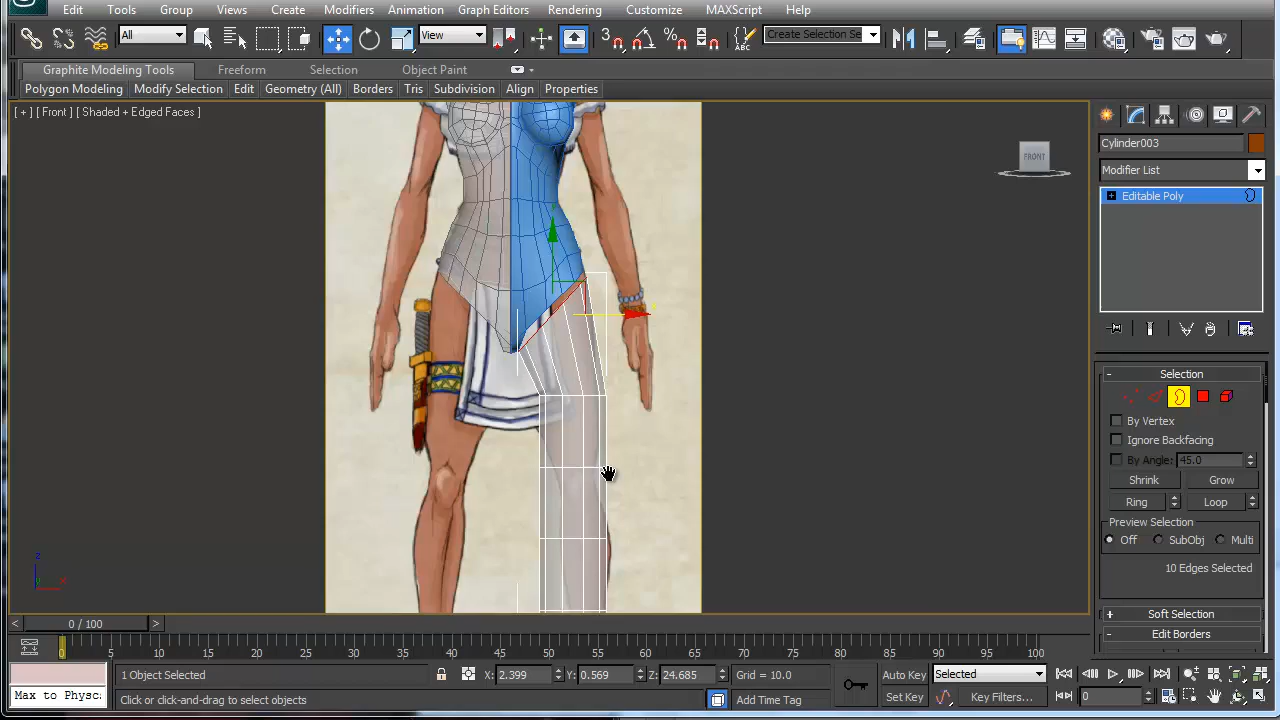 Edit Tools Group Views Create Modifiers Animation Graph Editors Rendering Customize MAXScript Help
All View 3 Create Selection Se
Graphite Modeling Tools Freeform Selection Object Paint
Polygon Modeling Modify Selection Edit Geometry (All) Borders Tris Subdivision Align Properties
[ + ] [ Front ] [ Shaded + Edged Faces ]
FRONT
Cylinder003
Modifier List
Editable Poly
- Selection
By Vertex
Ignore Backfacing
By Angle: 45.0
Shrink Grow
Ring Loop
Preview Selection
Off SubObj Multi
10 Edges Selected
+ Soft Selection
- Edit Borders
z
y x
< 0 / 100 >
0 5 10 15 20 25 30 35 40 45 50 55 60 65 70 75 80 85 90 95 100
1 Object Selected X: 2.399 Y: 0.569 Z: 24.685 Grid = 10.0 Auto Key Selected
Max to Physca Click or click-and-drag to select objects Add Time Tag Set Key Key Filters... 0